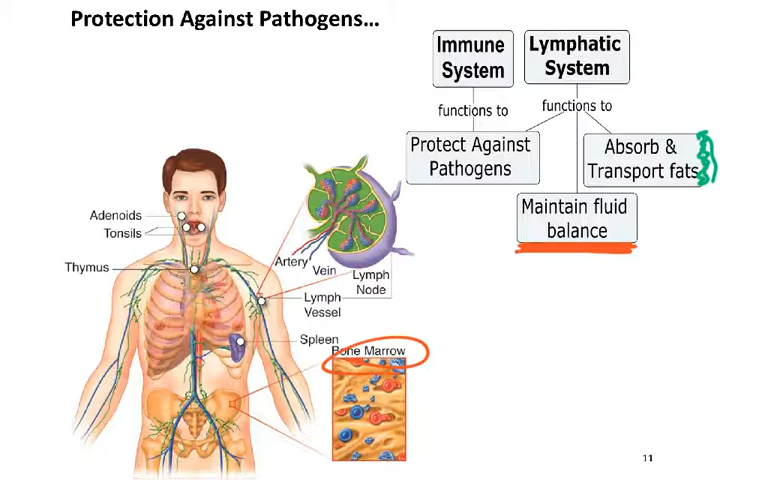 Protection Against Pathogens...
Immune
System
Lymphatic
System
functions to
functions to
Protect Against
Pathogens
Absorb &
Transport fats
Maintain fluid
balance
Adenoids
Tonsils
Thymus
Artery
Vein
Lymph
Node
Lymph
Vessel
Spleen
Bone Marrow
11